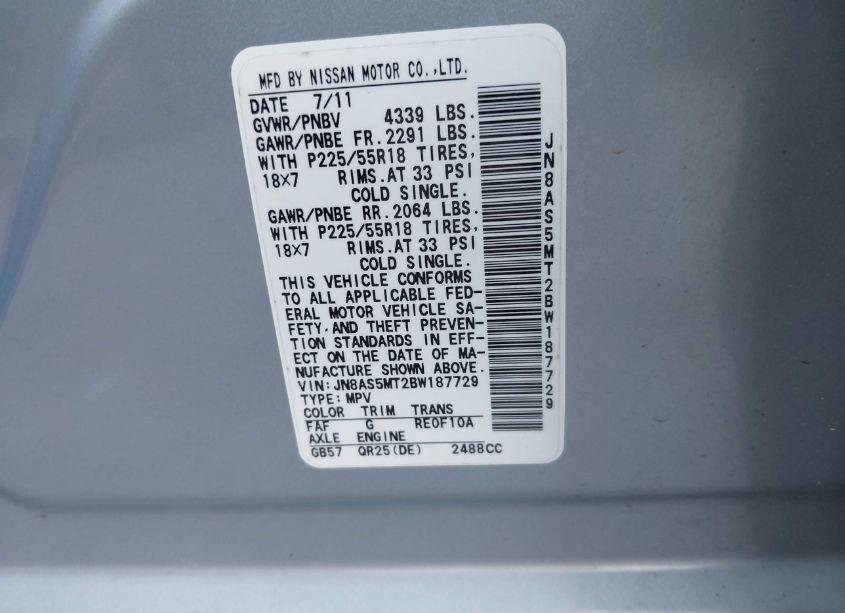 MFD BY NISSAN MOTOR CO.,LTD.
DATE 7/11
GVWR/PNBV 4339 LBS.
GAWR/PNBE FR.2291 LBS.
WITH P225/55R18 TIRES,
18X7 RIMS.AT 33 PSI
COLD SINGLE.
GAWR/PNBE RR.2064 LBS.
WITH P225/55R18 TIRES,
18X7 RIMS.AT 33 PSI
COLD SINGLE.
THIS VEHICLE CONFORMS
TO ALL APPLICABLE FED-
ERAL MOTOR VEHICLE SA-
FETY,AND THEFT PREVEN-
TION STANDARDS IN EFF-
ECT ON THE DATE OF MA-
NUFACTURE SHOWN ABOVE.
VIN:JN8AS5MT2BW187729
TYPE:MPV
COLOR TRIM TRANS
FAF G RE0F10A
AXLE ENGINE
GB57 QR25(DE) 2488CC
JN8AS5MT2BW187729